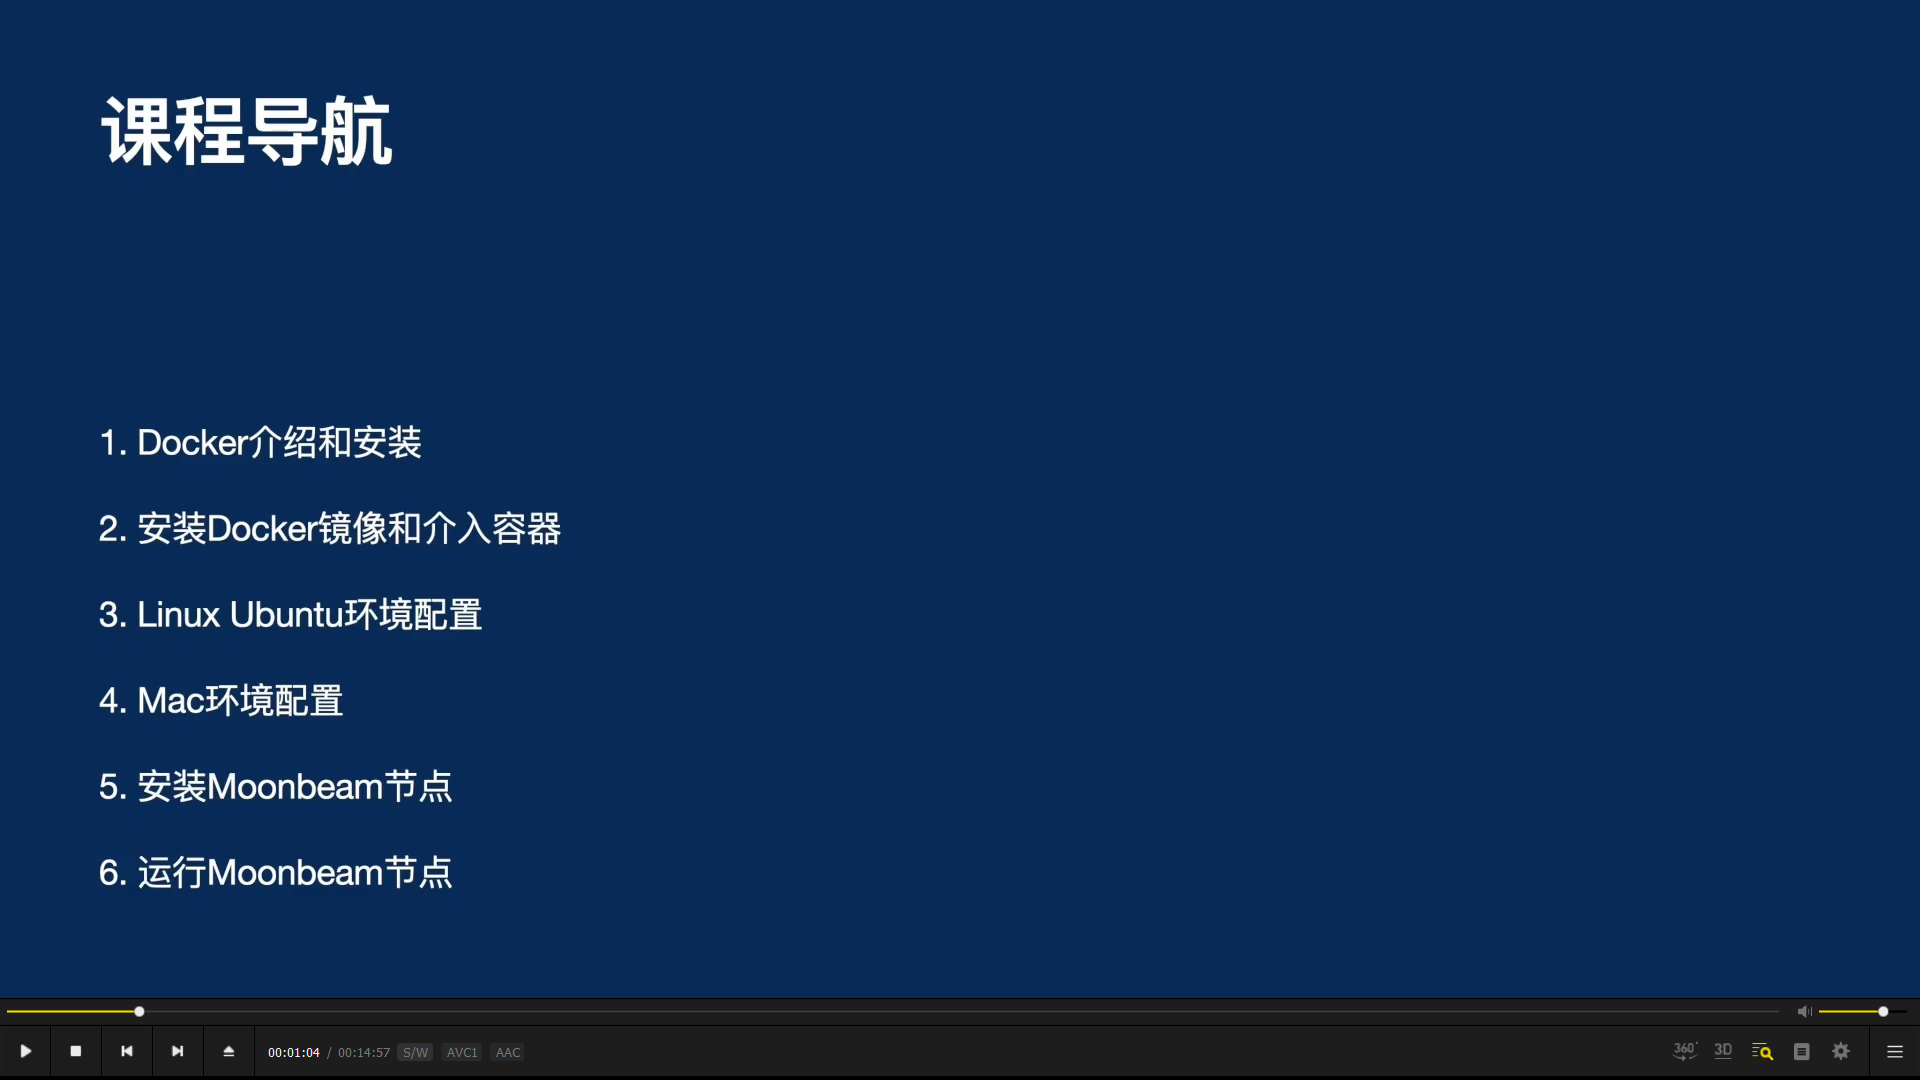 课程导航
1. Docker介绍和安装
2. 安装Docker镜像和介入容器
3. Linux Ubuntu环境配置
4. Mac环境配置
5. 安装Moonbeam节点
6. 运行Moonbeam节点
00:01:04 / 00:14:57 S/W AVC1 AAC
360° 3D